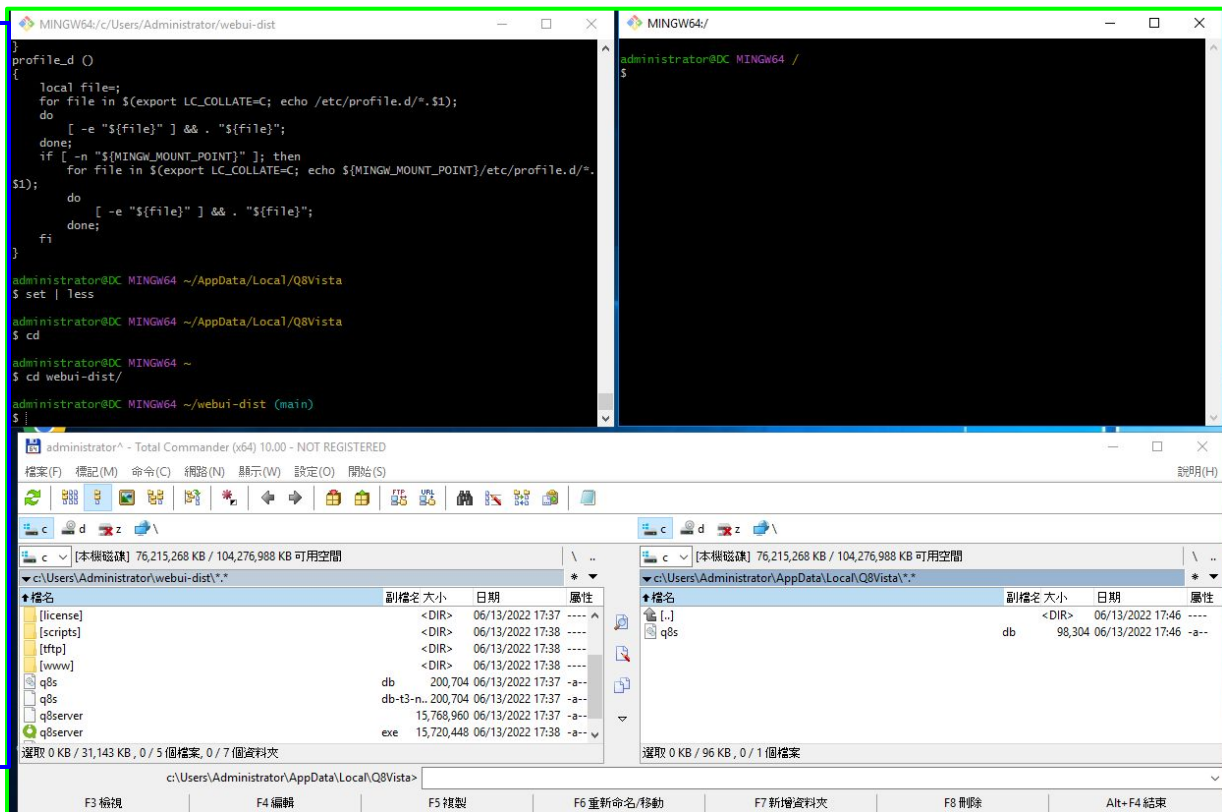 MINGW64:/c/Users/Administrator/webui-dist
}
profile_d ()
{
    local file=;
    for file in $(export LC_COLLATE=C; echo /etc/profile.d/*.$1);
    do
        [ -e "${file}" ] && . "${file}";
    done;
    if [ -n "${MINGW_MOUNT_POINT}" ]; then
        for file in $(export LC_COLLATE=C; echo ${MINGW_MOUNT_POINT}/etc/profile.d/*.
$1);
        do
            [ -e "${file}" ] && . "${file}";
        done;
    fi
}
administrator@DC MINGW64 ~/AppData/Local/Q8Vista
$ set | less
administrator@DC MINGW64 ~/AppData/Local/Q8Vista
$ cd
administrator@DC MINGW64 ~
$ cd webui-dist/
administrator@DC MINGW64 ~/webui-dist (main)
$
MINGW64:/
administrator@DC MINGW64 /
$
administrator^ - Total Commander (x64) 10.00 - NOT REGISTERED
檔案(F) 標記(M) 命令(C) 網路(N) 顯示(W) 設定(O) 開始(S) 說明(H)
FTP URL
c d z \
c [本機磁碟] 76,215,268 KB / 104,276,988 KB 可用空間 \ ..
c:\Users\Administrator\webui-dist\*.* * ▼
檔名 副檔名 大小 日期 屬性
[license] <DIR> 06/13/2022 17:37 ----
[scripts] <DIR> 06/13/2022 17:38 ----
[tftp] <DIR> 06/13/2022 17:38 ----
[www] <DIR> 06/13/2022 17:38 ----
q8s db 200,704 06/13/2022 17:37 -a--
q8s db-t3-n.. 200,704 06/13/2022 17:37 -a--
q8server 15,768,960 06/13/2022 17:37 -a--
q8server exe 15,720,448 06/13/2022 17:38 -a--
選取 0 KB / 31,143 KB , 0 / 5 個檔案, 0 / 7 個資料夾
c d z \
c [本機磁碟] 76,215,268 KB / 104,276,988 KB 可用空間 \ ..
c:\Users\Administrator\AppData\Local\Q8Vista\*.* * ▼
檔名 副檔名 大小 日期 屬性
[..] <DIR> 06/13/2022 17:46 ----
q8s db 98,304 06/13/2022 17:46 -a--
選取 0 KB / 96 KB , 0 / 1 個檔案
c:\Users\Administrator\AppData\Local\Q8Vista>
F3 檢視 F4 編輯 F5 複製 F6 重新命名/移動 F7 新增資料夾 F8 刪除 Alt+F4 結束